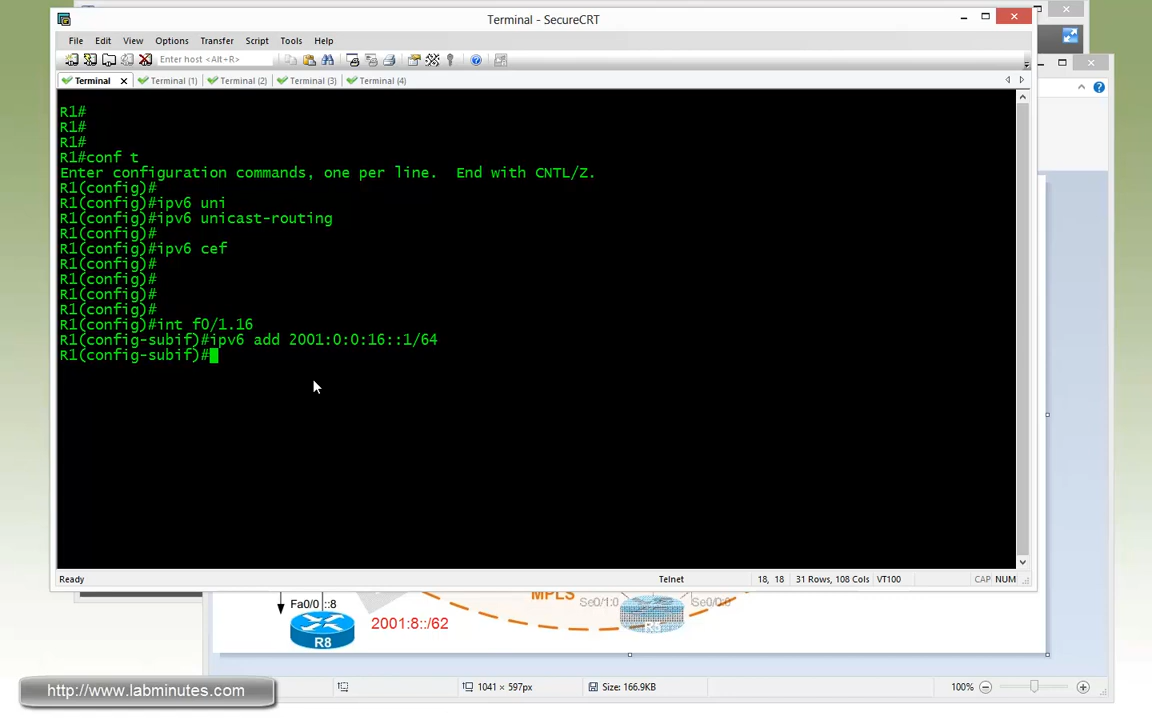 Terminal - SecureCRT
File Edit View Options Transfer Script Tools Help
Enter host <Alt+R>
Terminal Terminal (1) Terminal (2) Terminal (3) Terminal (4)
R1#
R1#
R1#
R1#conf t
Enter configuration commands, one per line.  End with CNTL/Z.
R1(config)#
R1(config)#ipv6 uni
R1(config)#ipv6 unicast-routing
R1(config)#
R1(config)#ipv6 cef
R1(config)#
R1(config)#
R1(config)#
R1(config)#
R1(config)#int f0/1.16
R1(config-subif)#ipv6 add 2001:0:0:16::1/64
R1(config-subif)#
Ready Telnet 18, 18 31 Rows, 108 Cols VT100 CAP NUM
MPLS
Se0/1:0 Se0/0:0
Fa0/0 ::8
2001:8::/62
R8
http://www.labminutes.com
1041 × 597px Size: 166.9KB 100%